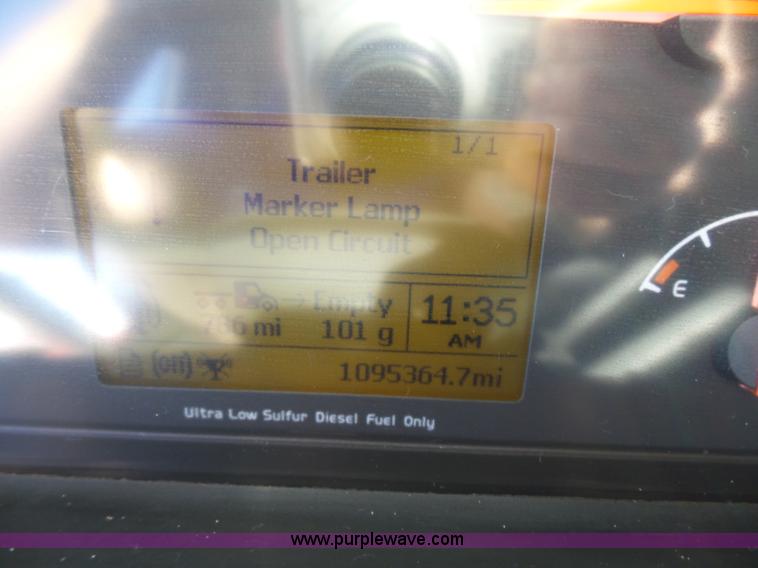 1/1
Trailer
Marker Lamp
Open Circuit
Empty
786 mi 101 g
11:35
AM
1095364.7mi
E
Ultra Low Sulfur Diesel Fuel Only
www.purplewave.com